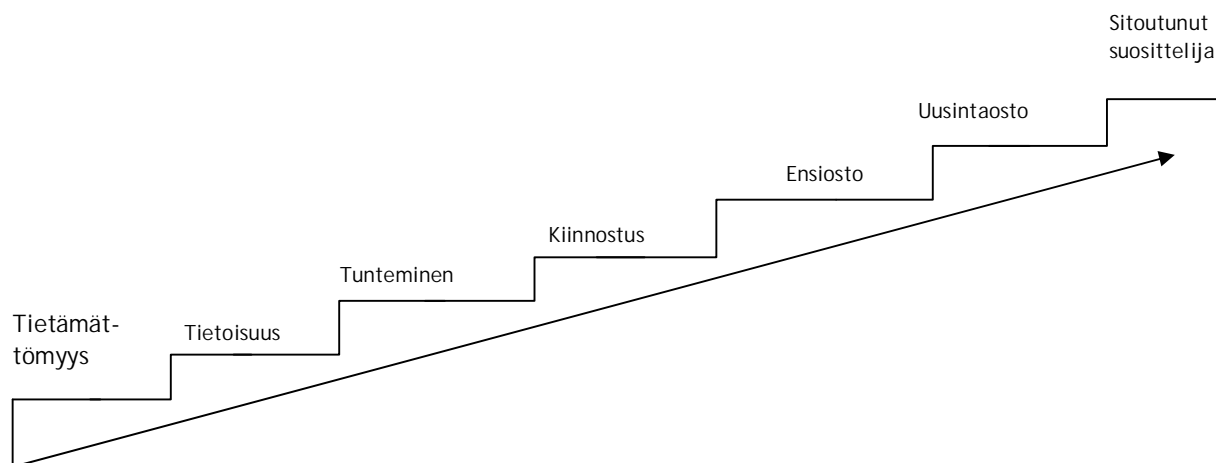 Tietämät-
tömyys
Tietoisuus
Tunteminen
Kiinnostus
Ensiosto
Uusintaosto
Sitoutunut
suosittelija